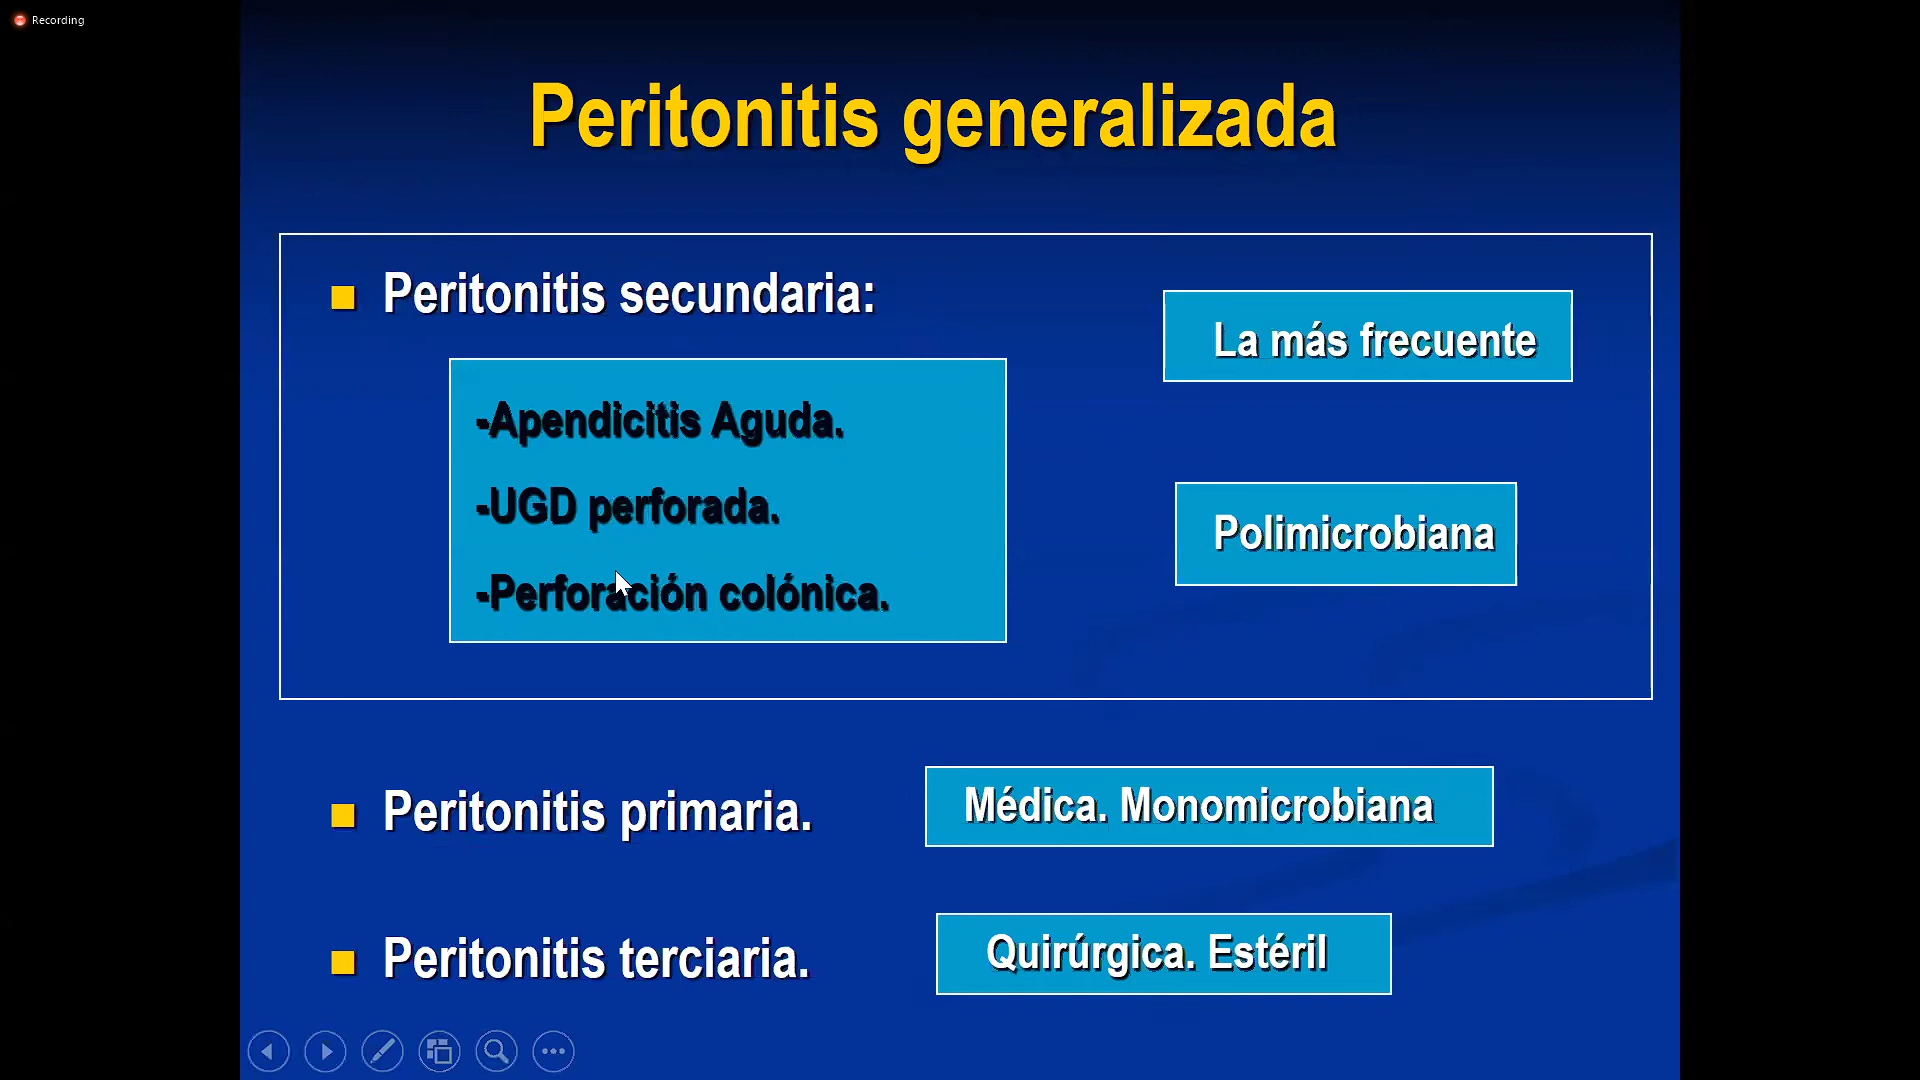 Recording
Peritonitis generalizada
Peritonitis secundaria:
La más frecuente
-Apendicitis Aguda.
-UGD perforada.
Polimicrobiana
-Perforación colónica.
Peritonitis primaria.
Médica. Monomicrobiana
Peritonitis terciaria.
Quirúrgica. Estéril